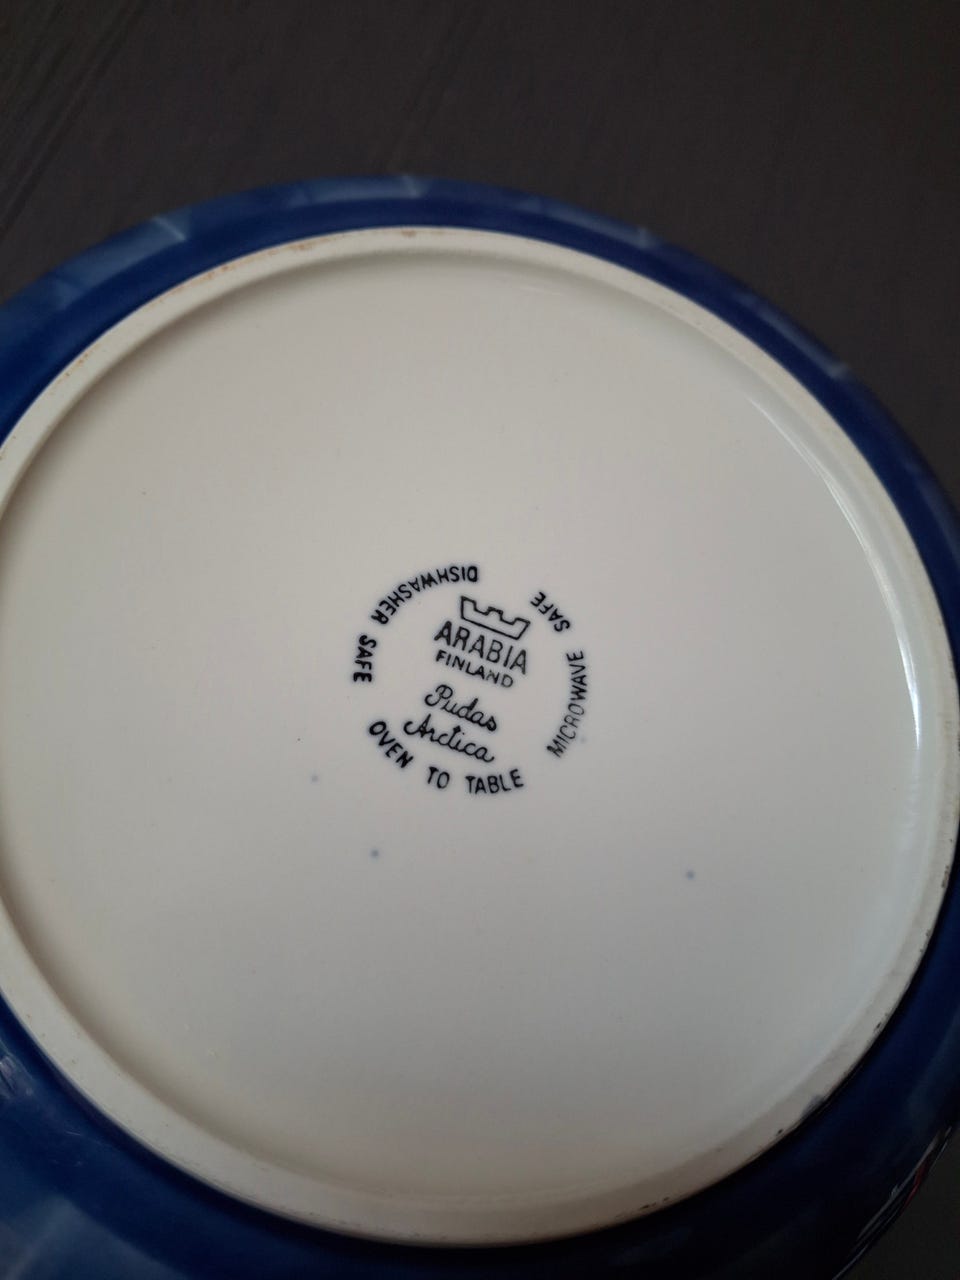 ARABIA
FINLAND
Pudas
Arctica
OVEN TO TABLE
MICROWAVE SAFE
DISHWASHER SAFE